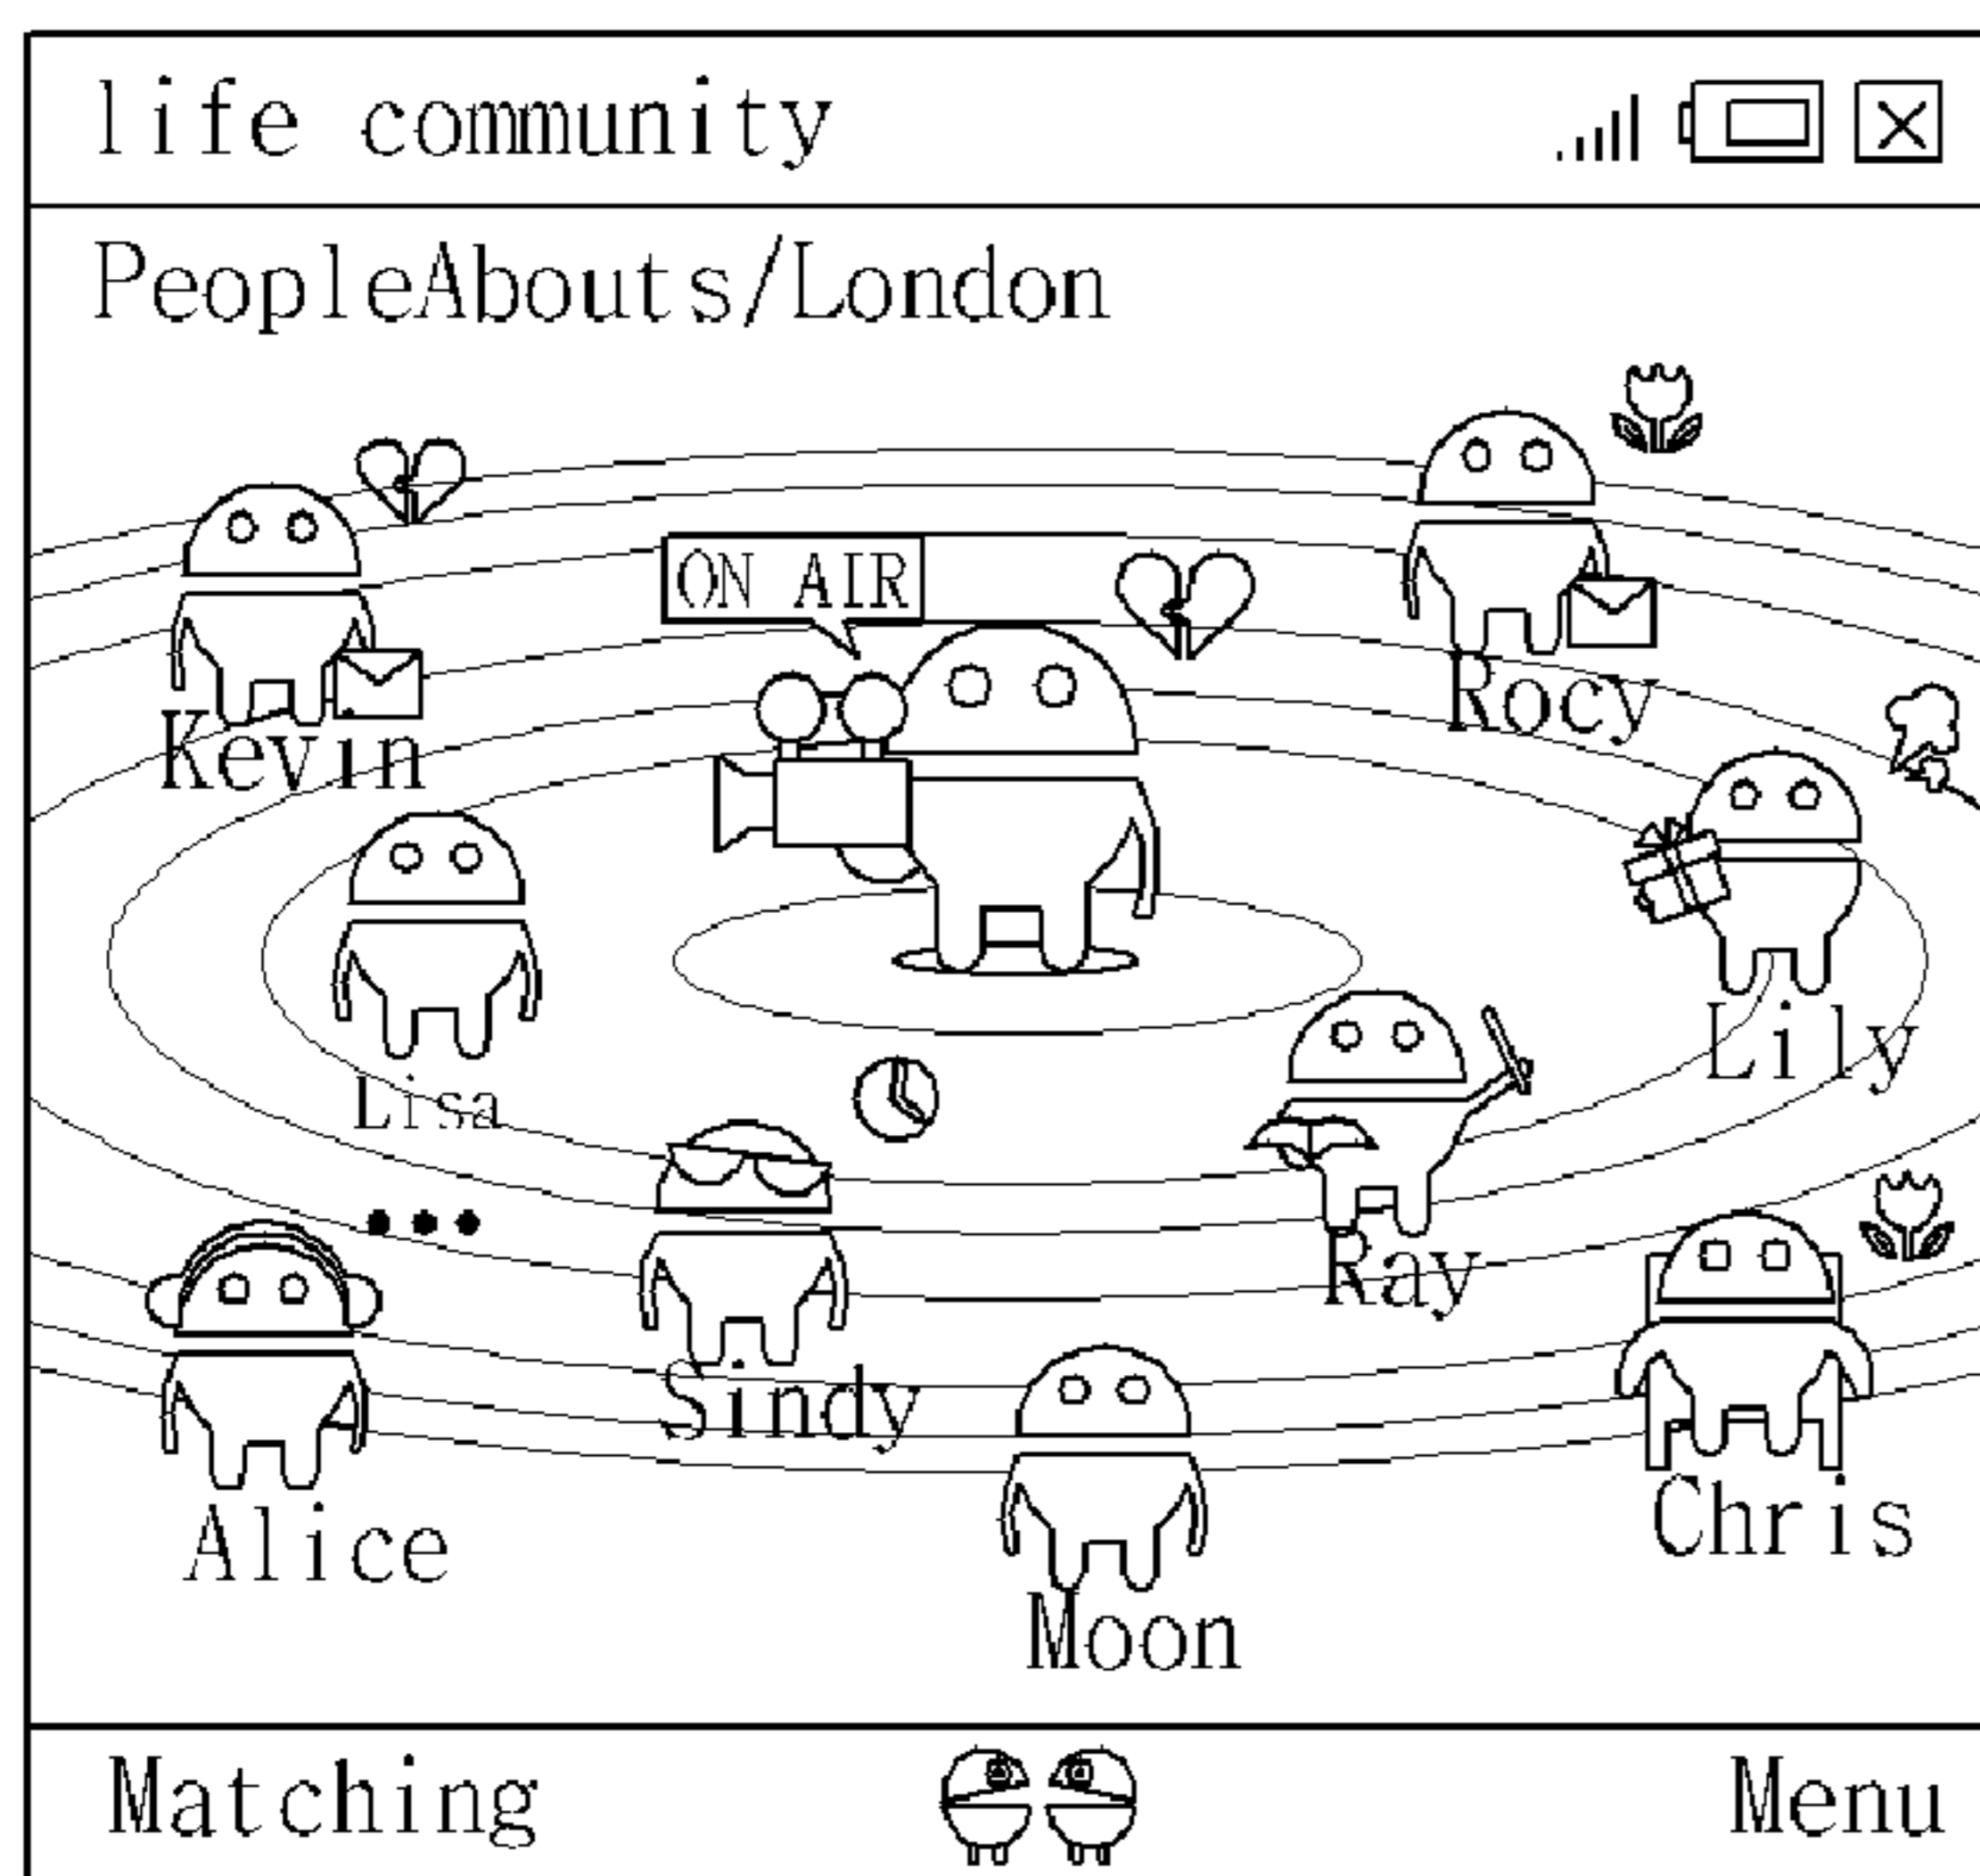 life community
PeopleAbouts/London
ON AIR
Rocy
Kevin
Lily
Lisa
Ray
Sindy
Alice
Chris
Moon
Matching
Menu